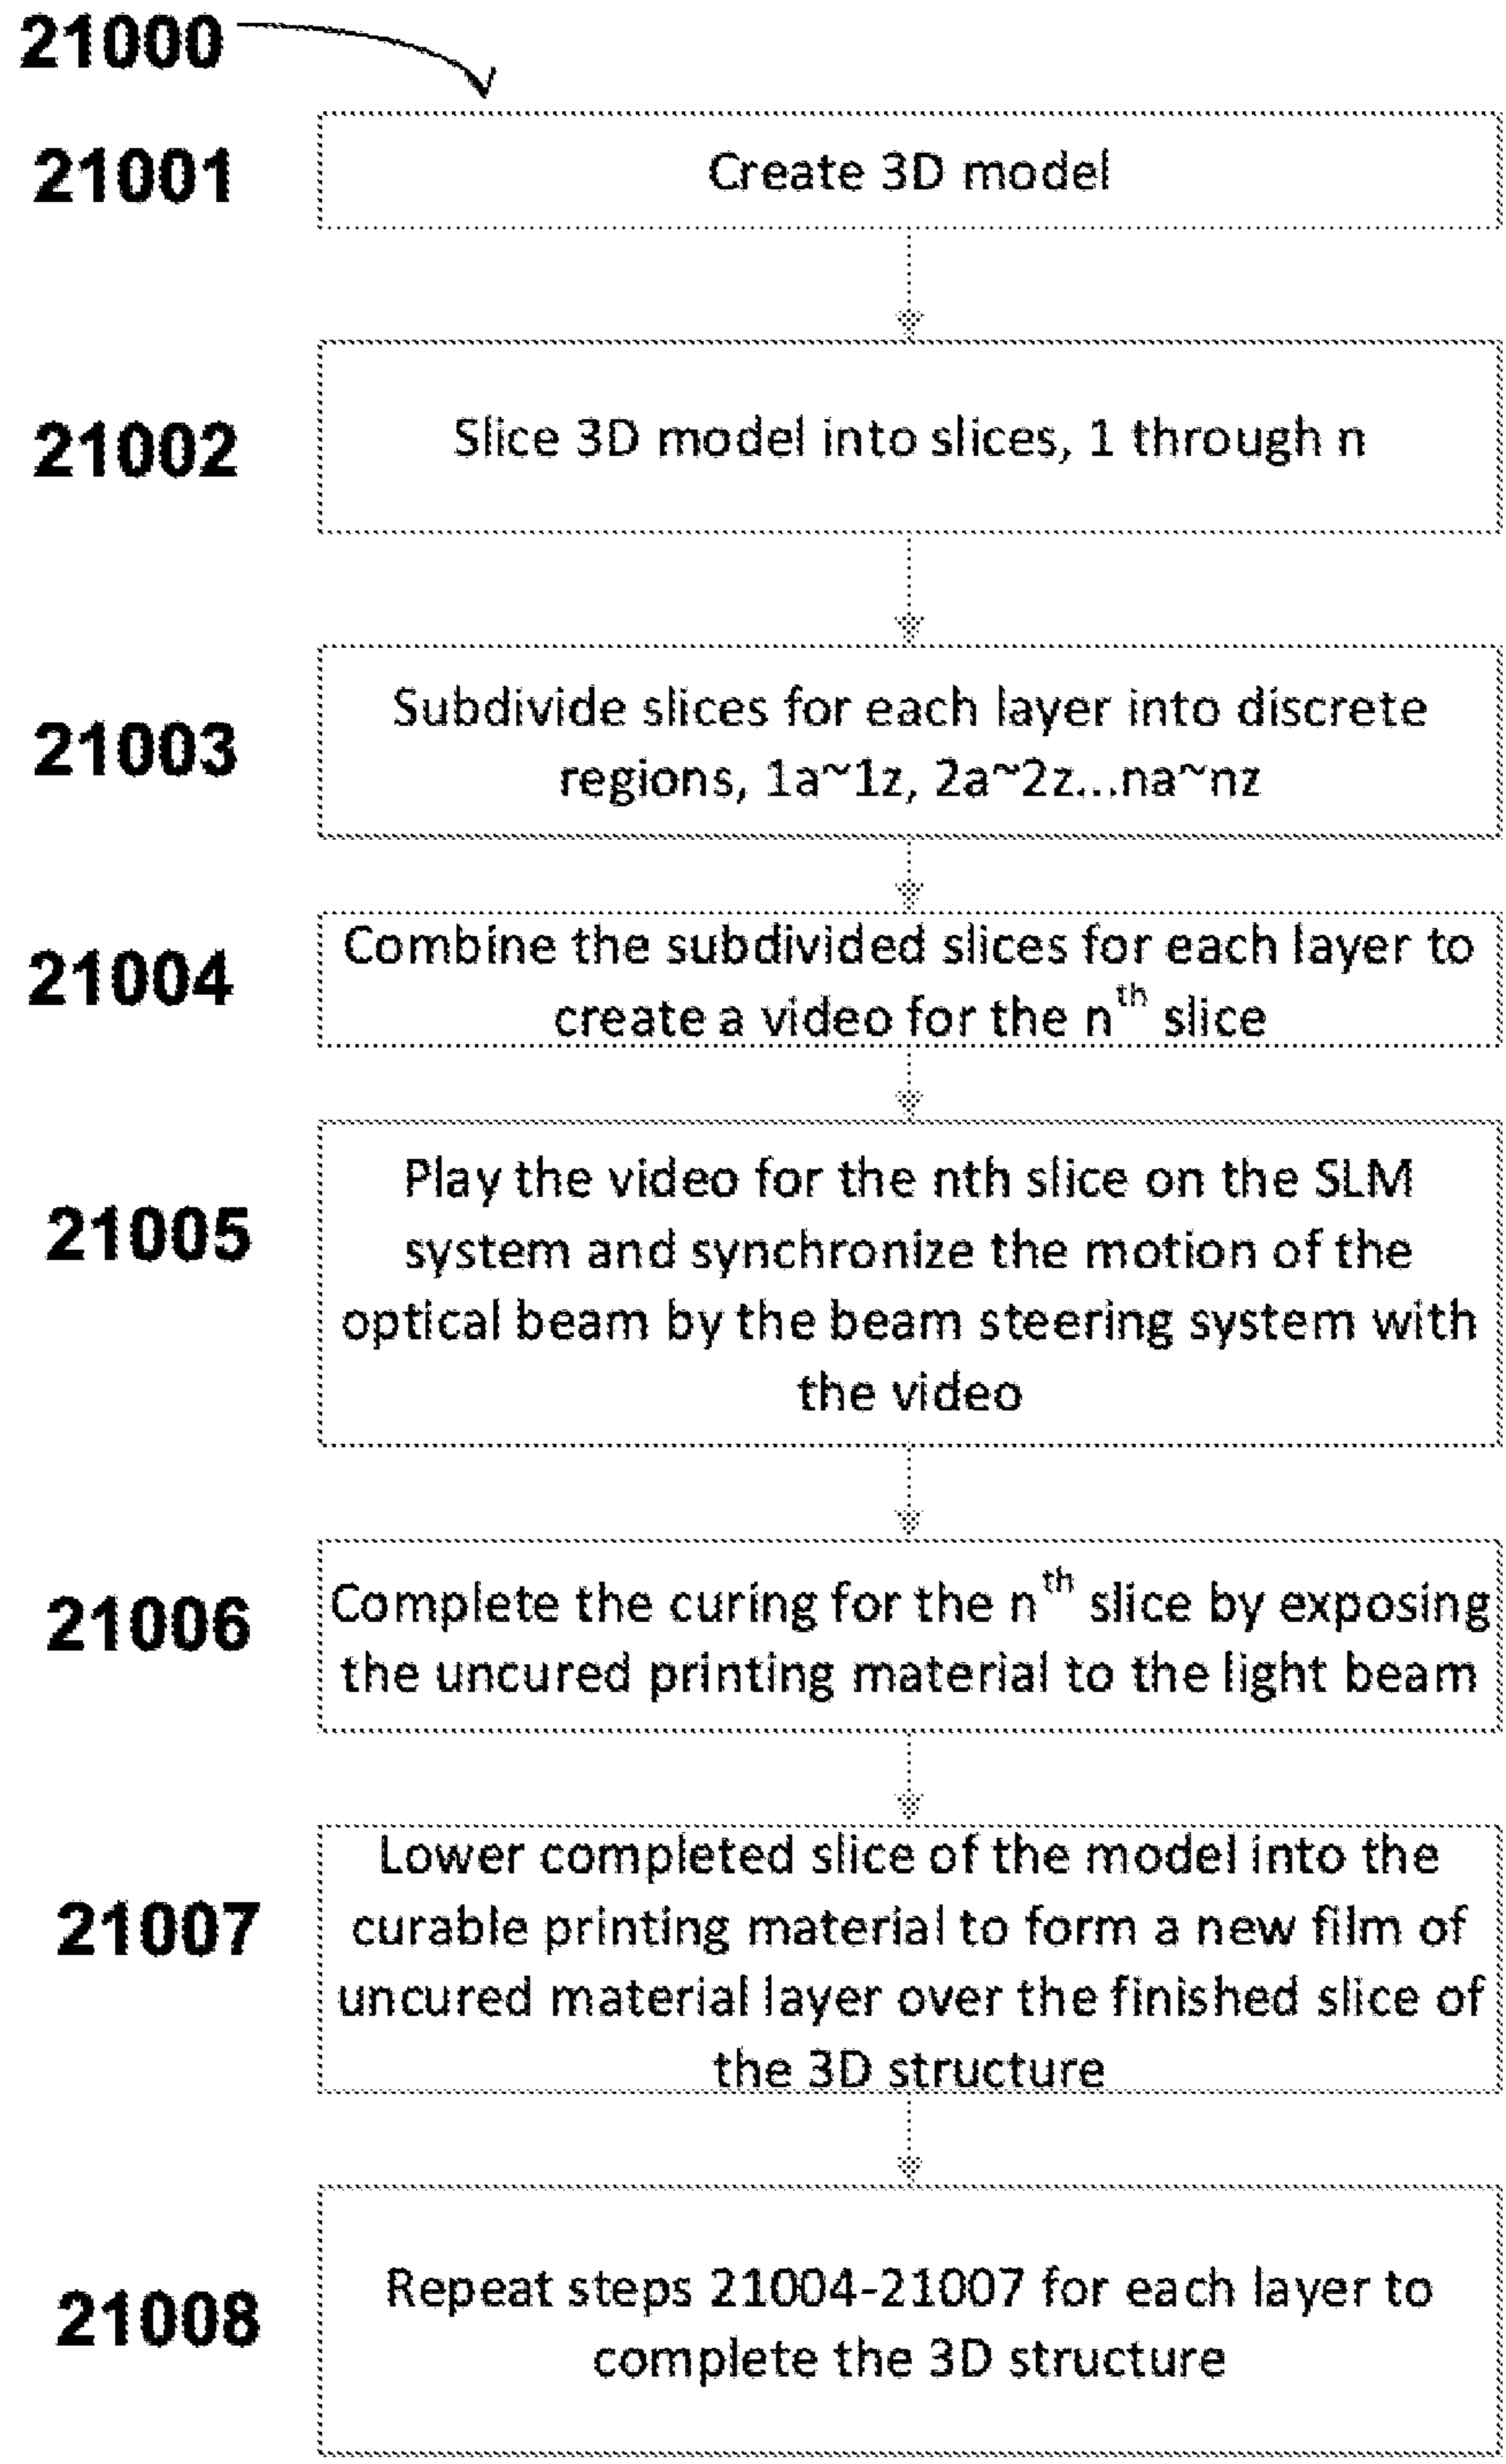 21000
21001
Create 3D model
21002
Slice 3D model into slices, 1 through n
21003
Subdivide slices for each layer into discrete
regions, 1a~1z, 2a~2z...na~nz
21004
Combine the subdivided slices for each layer to
create a video for the nth slice
21005
Play the video for the nth slice on the SLM
system and synchronize the motion of the
optical beam by the beam steering system with
the video
21006
Complete the curing for the nth slice by exposing
the uncured printing material to the light beam
21007
Lower completed slice of the model into the
curable printing material to form a new film of
uncured material layer over the finished slice of
the 3D structure
21008
Repeat steps 21004-21007 for each layer to
complete the 3D structure